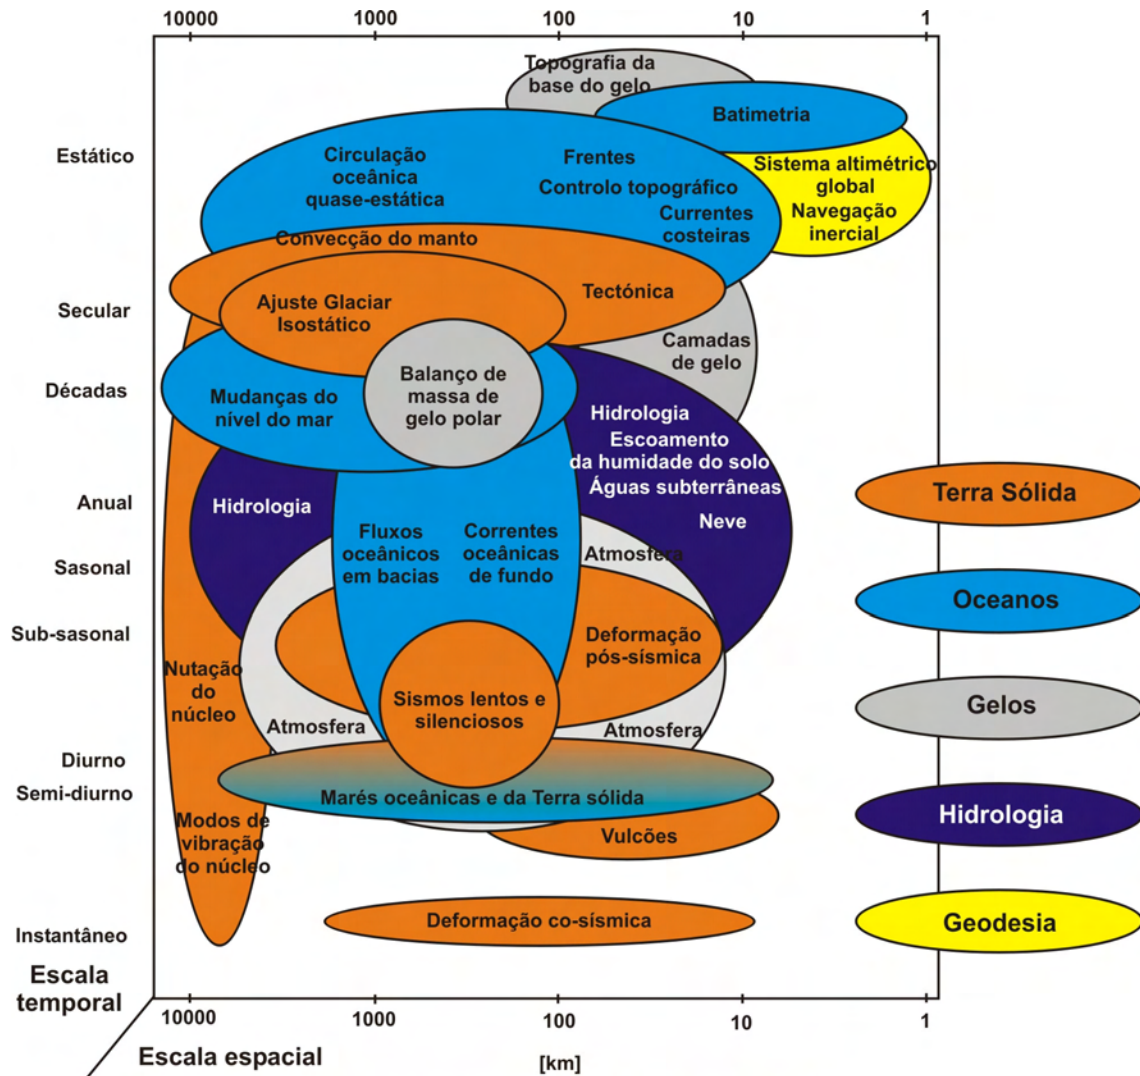 10000 1000 100 10 1
Topografia da
base do gelo
Batimetria
Estático
Circulação
oceânica
quase-estática
Frentes
Controlo topográfico
Currentes
costeiras
Sistema altimétrico
global
Navegação
inercial
Convecção do manto
Secular
Ajuste Glaciar
Isostático
Tectónica
Camadas
de gelo
Décadas
Mudanças do
nível do mar
Balanço de
massa de
gelo polar
Hidrologia
Escoamento
da humidade do solo
Águas subterrâneas
Neve
Anual
Hidrologia
Fluxos
oceânicos
em bacias
Correntes
oceânicas
de fundo
Atmosfera
Terra Sólida
Sasonal
Oceanos
Sub-sasonal
Deformação
pós-sísmica
Nutação
do
núcleo
Sismos lentos e
silenciosos
Atmosfera
Atmosfera
Gelos
Diurno
Semi-diurno
Marés oceânicas e da Terra sólida
Modos de
vibração
do núcleo
Vulcões
Hidrologia
Instantâneo
Deformação co-sísmica
Geodesia
Escala
temporal
10000 1000 100 10 1
Escala espacial
[km]